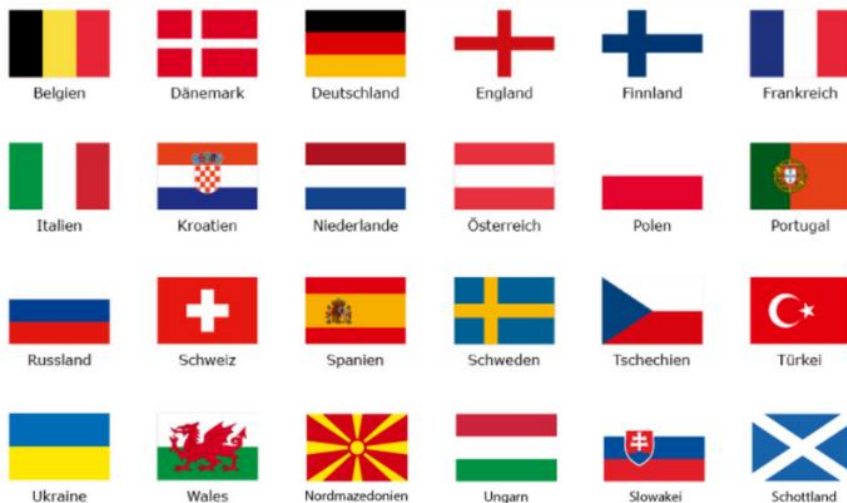 Belgien Dänemark Deutschland England Finnland Frankreich
Italien Kroatien Niederlande Österreich Polen Portugal
Russland Schweiz Spanien Schweden Tschechien Türkei
Ukraine Wales Nordmazedonien Ungarn Slowakei Schottland